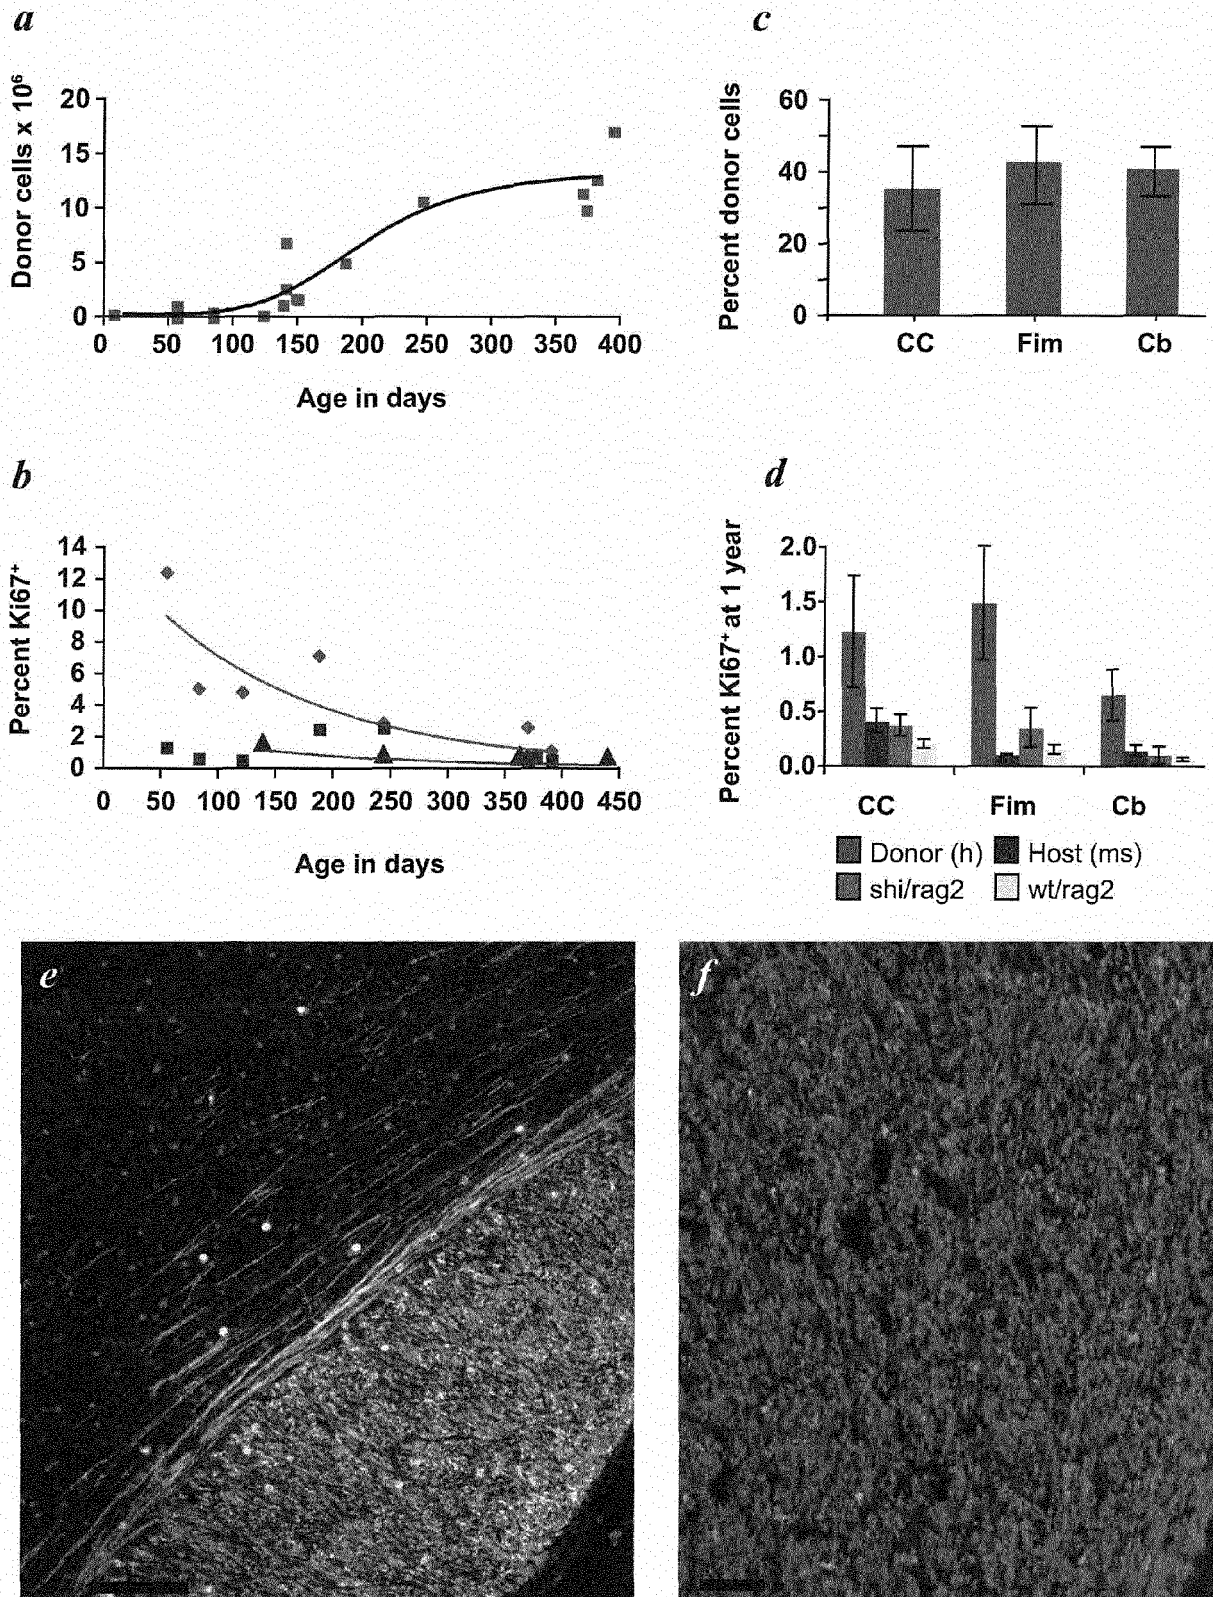 a
Donor cells x 10⁶
20
15
10
5
0
0 50 100 150 200 250 300 350 400
Age in days
c
Percent donor cells
60
40
20
0
CC Fim Cb
b
Percent Ki67⁺
14
12
10
8
6
4
2
0
0 50 100 150 200 250 300 350 400 450
Age in days
d
Percent Ki67⁺ at 1 year
2.0
1.5
1.0
0.5
0.0
CC Fim Cb
Donor (h) Host (ms)
shi/rag2 wt/rag2
e
f